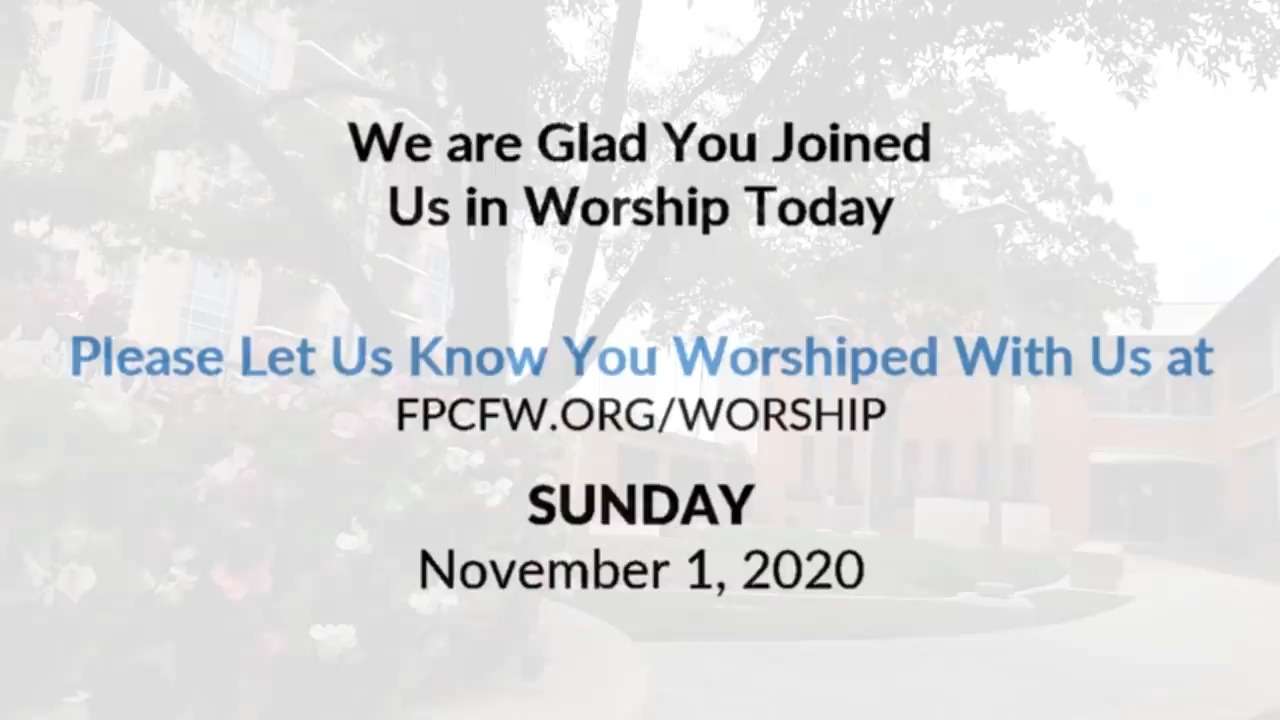 We are Glad You Joined
Us in Worship Today
Please Let Us Know You Worshiped With Us at
FPCFW.ORG/WORSHIP
SUNDAY
November 1, 2020